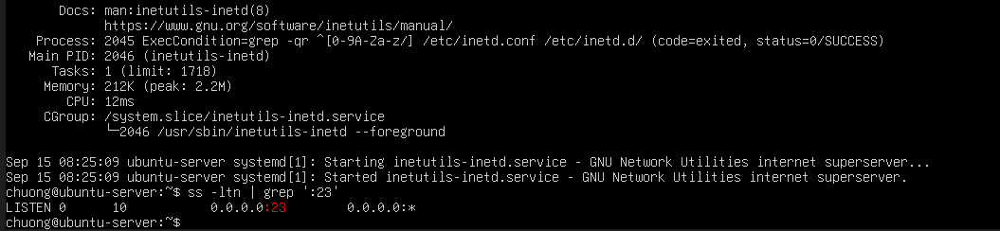 Docs: man:inetutils-inetd(8)
https://www.gnu.org/software/inetutils/manual/
Process: 2045 ExecCondition=grep -qr ^[0-9A-Za-z/] /etc/inetd.conf /etc/inetd.d/ (code=exited, status=0/SUCCESS)
Main PID: 2046 (inetutils-inetd)
Tasks: 1 (limit: 1718)
Memory: 212K (peak: 2.2M)
CPU: 12ms
CGroup: /system.slice/inetutils-inetd.service
└─2046 /usr/sbin/inetutils-inetd --foreground
Sep 15 08:25:09 ubuntu-server systemd[1]: Starting inetutils-inetd.service - GNU Network Utilities internet superserver...
Sep 15 08:25:09 ubuntu-server systemd[1]: Started inetutils-inetd.service - GNU Network Utilities internet superserver.
chuong@ubuntu-server:~$ ss -ltn | grep ':23'
LISTEN 0      10           0.0.0.0:23        0.0.0.0:*
chuong@ubuntu-server:~$